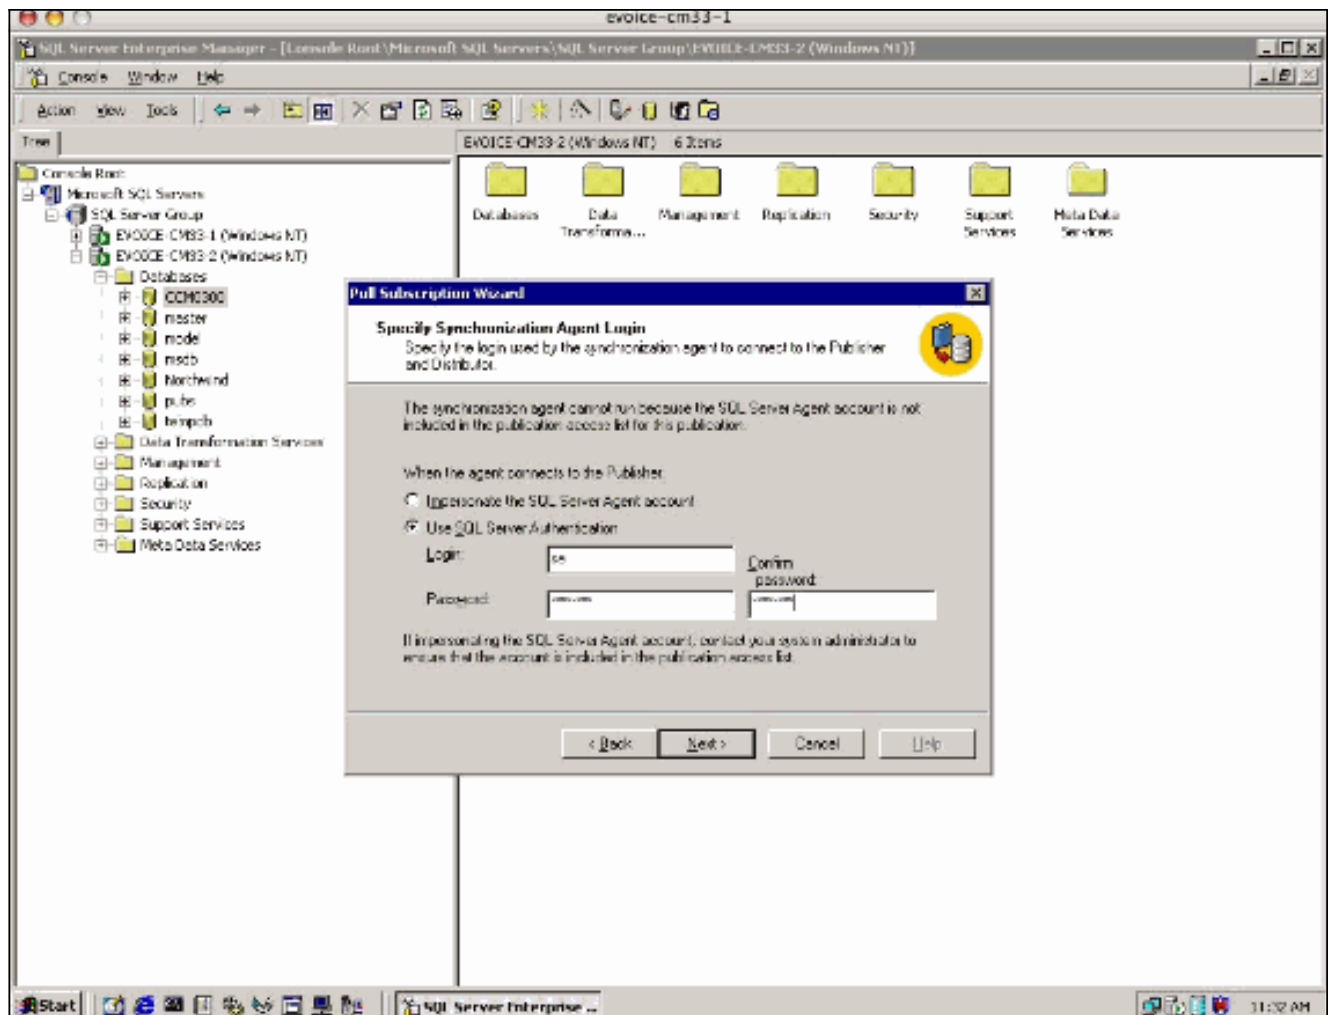 evoice-cm33-1
SQL Server Enterprise Manager - [Console Root\Microsoft SQL Servers\SQL Server Group\EVOICE-CM33-2 (Windows NT)]
Console Window Help
Action View Tools
Tree
EVOICE-CM33-2 (Windows NT) 6 Items
Console Root
Microsoft SQL Servers
SQL Server Group
EVOICE-CM33-1 (Windows NT)
EVOICE-CM33-2 (Windows NT)
Databases
CCM0300
master
model
msdb
Northwind
pubs
tempdb
Data Transformation Services
Management
Replication
Security
Support Services
Meta Data Services
Databases
Data Transforma...
Management
Replication
Security
Support Services
Meta Data Services
Pull Subscription Wizard
Specify Synchronization Agent Login
Specify the login used by the synchronization agent to connect to the Publisher
and Distributor.
The synchronization agent cannot run because the SQL Server Agent account is not
included in the publication access list for this publication.
When the agent connects to the Publisher:
Impersonate the SQL Server Agent account
Use SQL Server Authentication
Login:
sa
Confirm
password:
Password:
If impersonating the SQL Server Agent account, contact your system administrator to
ensure that the account is included in the publication access list.
< Back
Next >
Cancel
Help
Start
SQL Server Enterprise ...
11:32 AM